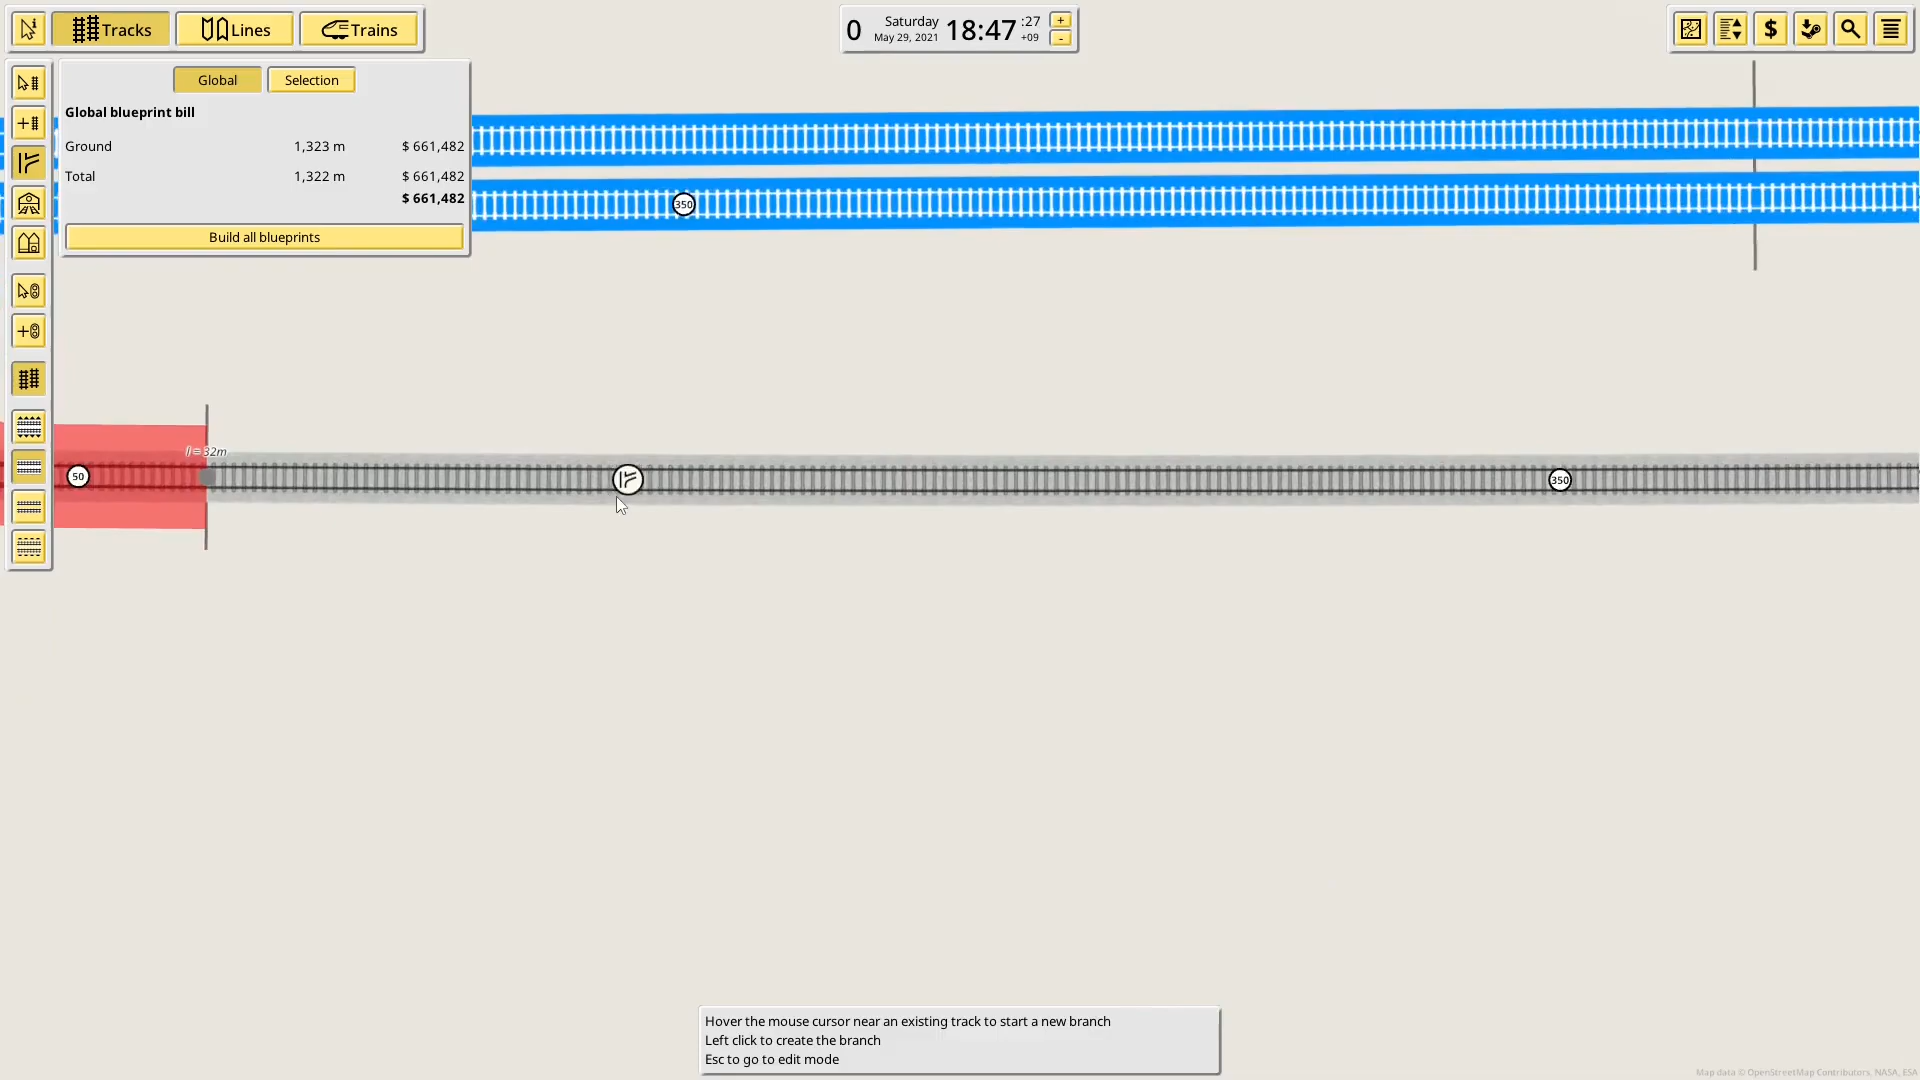 Tracks
Lines
Trains
0
Saturday
May 29, 2021
18:47
:27
+09
+
-
$
Global
Selection
Global blueprint bill
Ground 1,323 m $ 661,482
Total 1,322 m $ 661,482
$ 661,482
Build all blueprints
350
l = 32m
50
350
Hover the mouse cursor near an existing track to start a new branch
Left click to create the branch
Esc to go to edit mode
Map data © OpenStreetMap Contributors, NASA, ESA